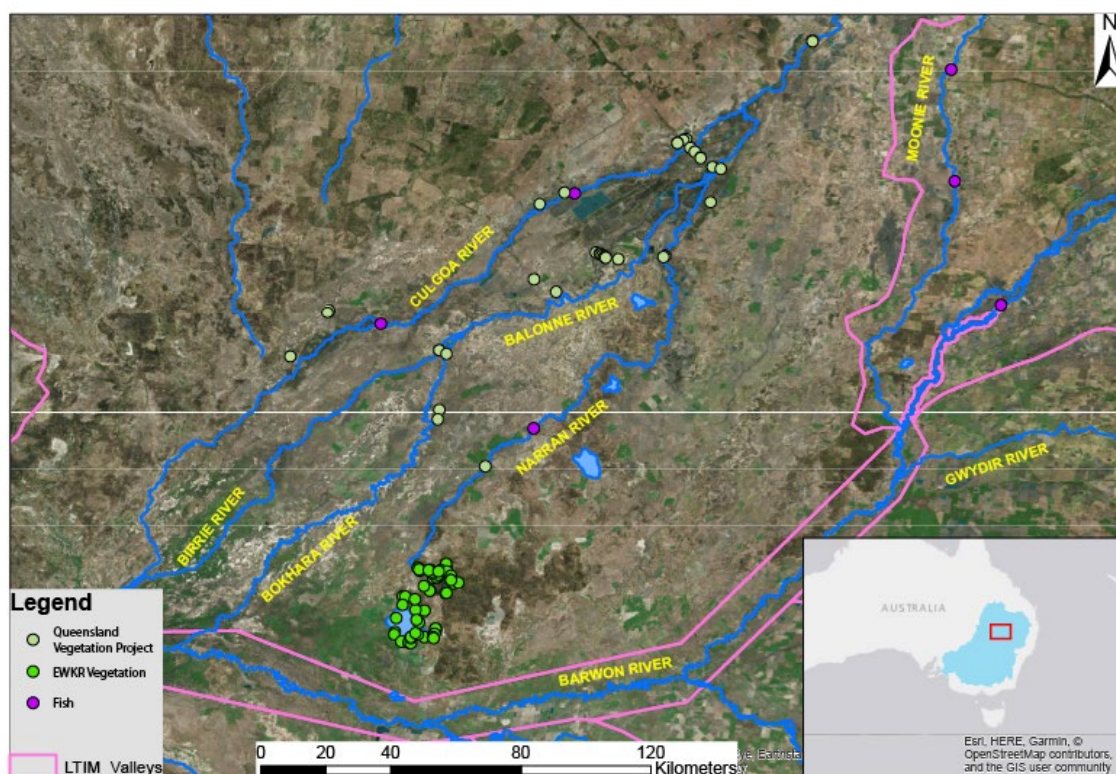 N
MOONIE RIVER
CULGOA RIVER
BALONNE RIVER
NARRAN RIVER
GWYDIR RIVER
BIRRIE RIVER
BOKHARA RIVER
BARWON RIVER
Legend
Queensland
Vegetation Project
EWKR Vegetation
Fish
LTIM Valleys
0 20 40 60 80 120
Kilometers
AUSTRALIA
Esri, HERE, Garmin, ©
OpenStreetMap contributors,
and the GIS user community